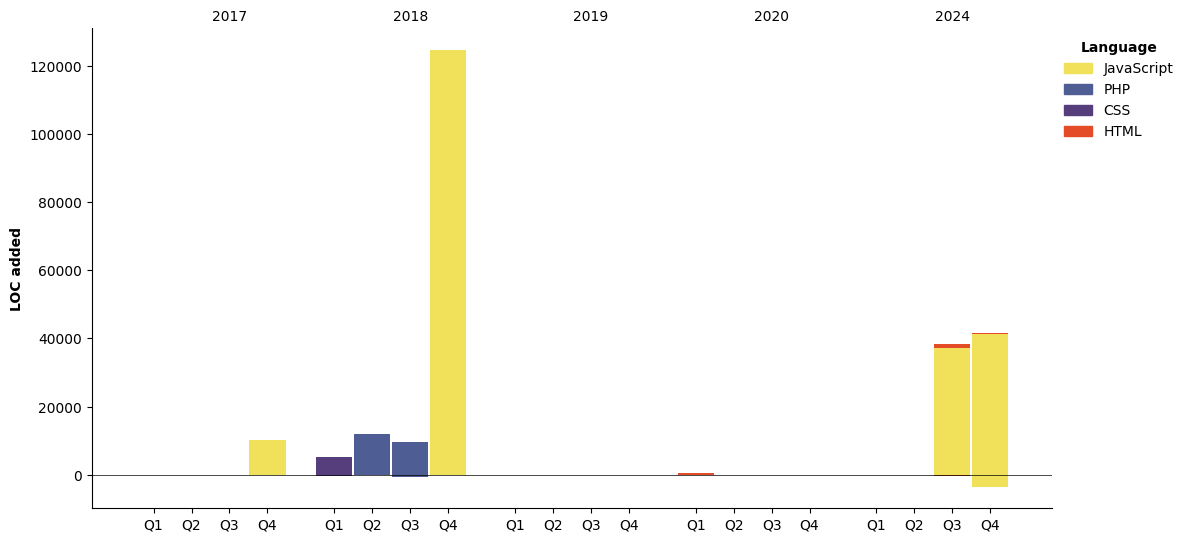 2017 2018 2019 2020 2024
Language
JavaScript
PHP
CSS
HTML
LOC added
120000
100000
80000
60000
40000
20000
0
Q1 Q2 Q3 Q4 Q1 Q2 Q3 Q4 Q1 Q2 Q3 Q4 Q1 Q2 Q3 Q4 Q1 Q2 Q3 Q4